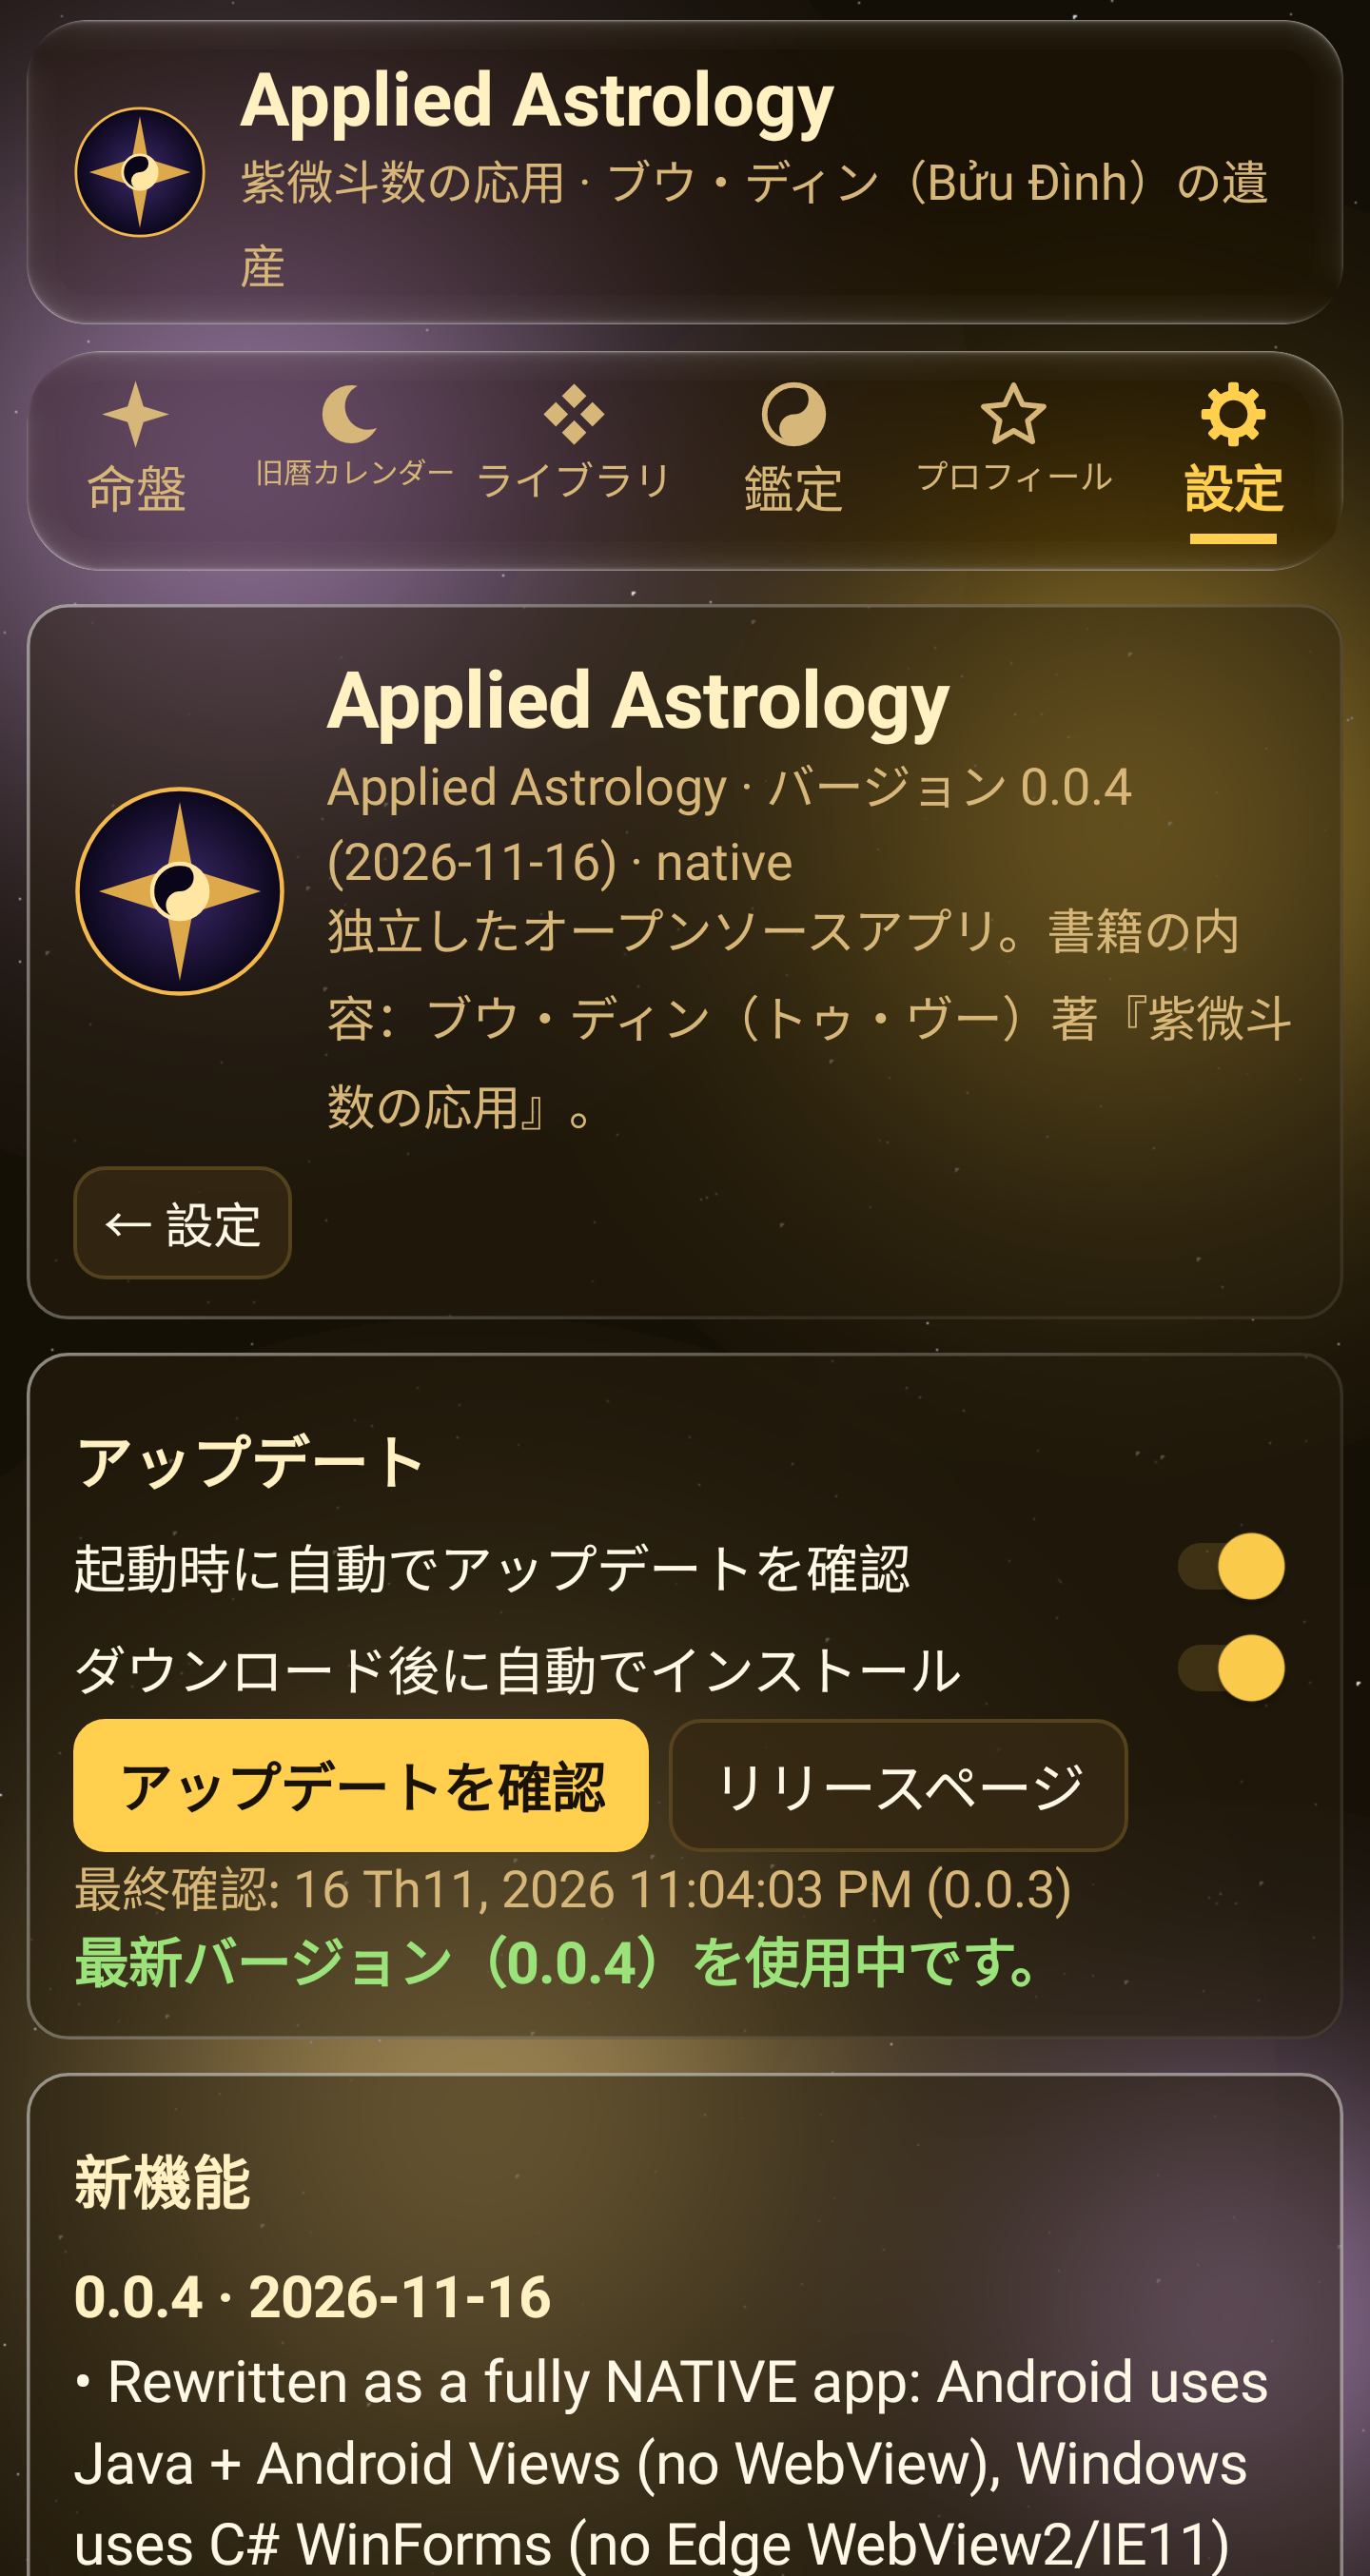 Applied Astrology
紫微斗数の応用 · ブウ・ディン（Bửu Đình）の遺
産
命盤
旧暦カレンダー
ライブラリ
鑑定
プロフィール
設定
Applied Astrology
Applied Astrology · バージョン 0.0.4
(2026-11-16) · native
独立したオープンソースアプリ。書籍の内
容：ブウ・ディン（トゥ・ヴー）著『紫微斗
数の応用』。
← 設定
アップデート
起動時に自動でアップデートを確認
ダウンロード後に自動でインストール
アップデートを確認
リリースページ
最終確認: 16 Th11, 2026 11:04:03 PM (0.0.3)
最新バージョン（0.0.4）を使用中です。
新機能
0.0.4 · 2026-11-16
• Rewritten as a fully NATIVE app: Android uses
Java + Android Views (no WebView), Windows
uses C# WinForms (no Edge WebView2/IE11)